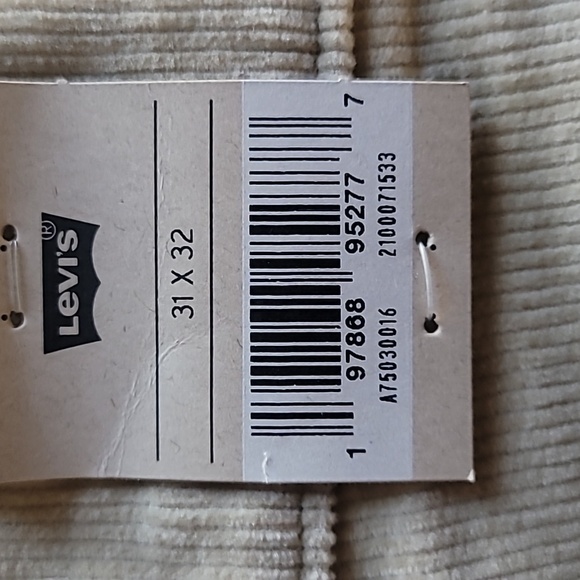 Levi's®
31 X 32
1 97868 95277 7
A75030016 2100071533